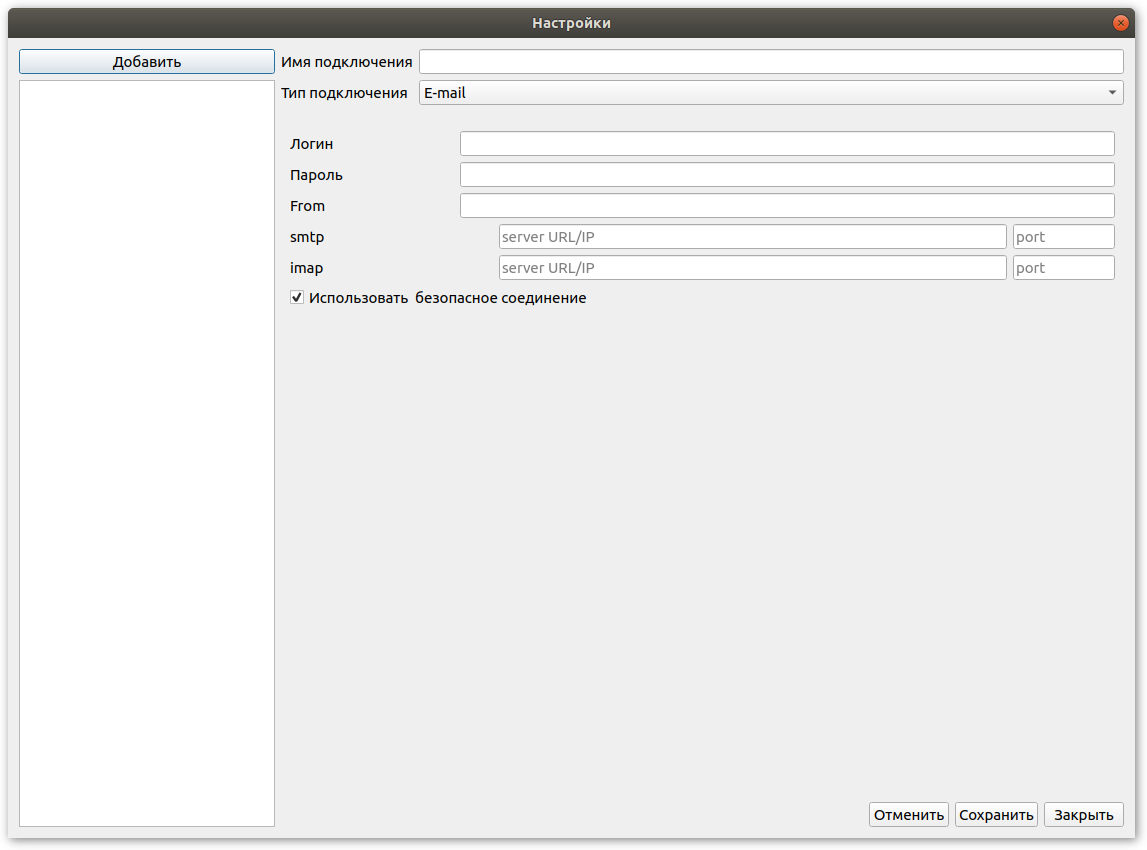 Настройки
Добавить
Имя подключения
Тип подключения E-mail
Логин
Пароль
From
smtp server URL/IP port
imap server URL/IP port
Использовать безопасное соединение
Отменить Сохранить Закрыть